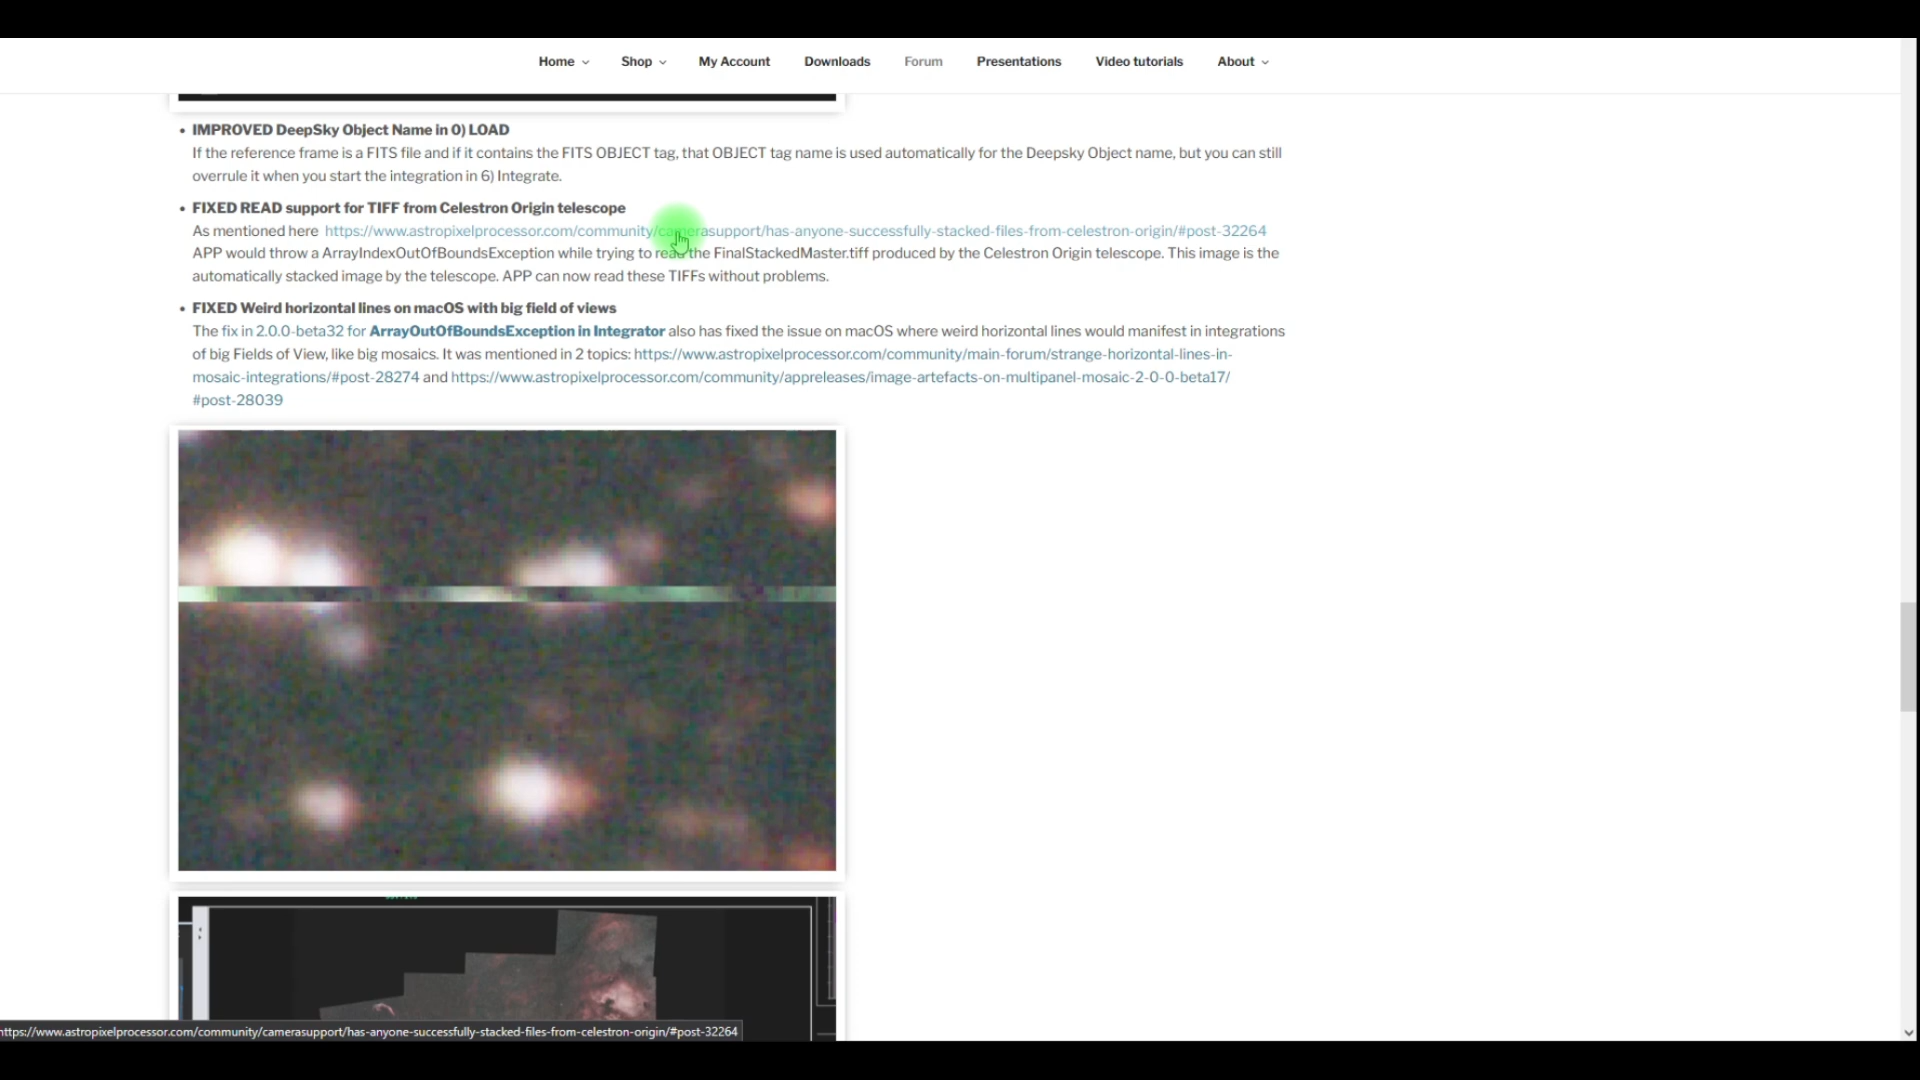 Home Shop My Account Downloads Forum Presentations Video tutorials About
• IMPROVED DeepSky Object Name in 0) LOAD
If the reference frame is a FITS file and if it contains the FITS OBJECT tag, that OBJECT tag name is used automatically for the Deepsky Object name, but you can still
overrule it when you start the integration in 6) Integrate.
• FIXED READ support for TIFF from Celestron Origin telescope
As mentioned here https://www.astropixelprocessor.com/community/camerasupport/has-anyone-successfully-stacked-files-from-celestron-origin/#post-32264
APP would throw a ArrayIndexOutOfBoundsException while trying to read the FinalStackedMaster.tiff produced by the Celestron Origin telescope. This image is the
automatically stacked image by the telescope. APP can now read these TIFFs without problems.
• FIXED Weird horizontal lines on macOS with big field of views
The fix in 2.0.0-beta32 for ArrayOutOfBoundsException in Integrator also has fixed the issue on macOS where weird horizontal lines would manifest in integrations
of big Fields of View, like big mosaics. It was mentioned in 2 topics: https://www.astropixelprocessor.com/community/main-forum/strange-horizontal-lines-in-
mosaic-integrations/#post-28274 and https://www.astropixelprocessor.com/community/appreleases/image-artefacts-on-multipanel-mosaic-2-0-0-beta17/
#post-28039
https://www.astropixelprocessor.com/community/camerasupport/has-anyone-successfully-stacked-files-from-celestron-origin/#post-32264